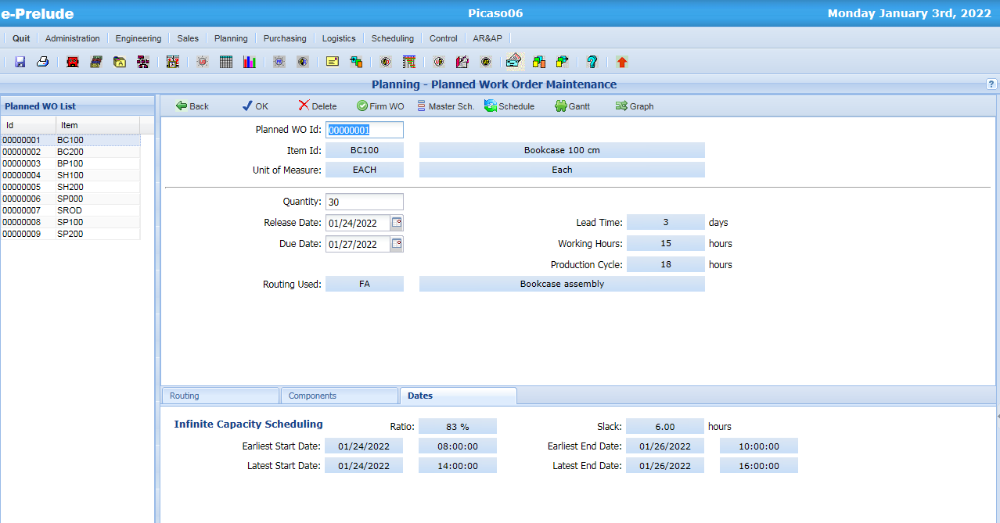 e-Prelude Picaso06 Monday January 3rd, 2022
Quit Administration Engineering Sales Planning Purchasing Logistics Scheduling Control AR&AP
Planning - Planned Work Order Maintenance ?
Planned WO List
Id Item
00000001 BC100
00000002 BC200
00000003 BP100
00000004 SH100
00000005 SH200
00000006 SP000
00000007 SROD
00000008 SP100
00000009 SP200
Back OK Delete Firm WO Master Sch. Schedule Gantt Graph
Planned WO Id: 00000001
Item Id: BC100 Bookcase 100 cm
Unit of Measure: EACH Each
Quantity: 30
Release Date: 01/24/2022 Lead Time: 3 days
Due Date: 01/27/2022 Working Hours: 15 hours
Production Cycle: 18 hours
Routing Used: FA Bookcase assembly
Routing Components Dates
Infinite Capacity Scheduling Ratio: 83 % Slack: 6.00 hours
Earliest Start Date: 01/24/2022 08:00:00 Earliest End Date: 01/26/2022 10:00:00
Latest Start Date: 01/24/2022 14:00:00 Latest End Date: 01/26/2022 16:00:00